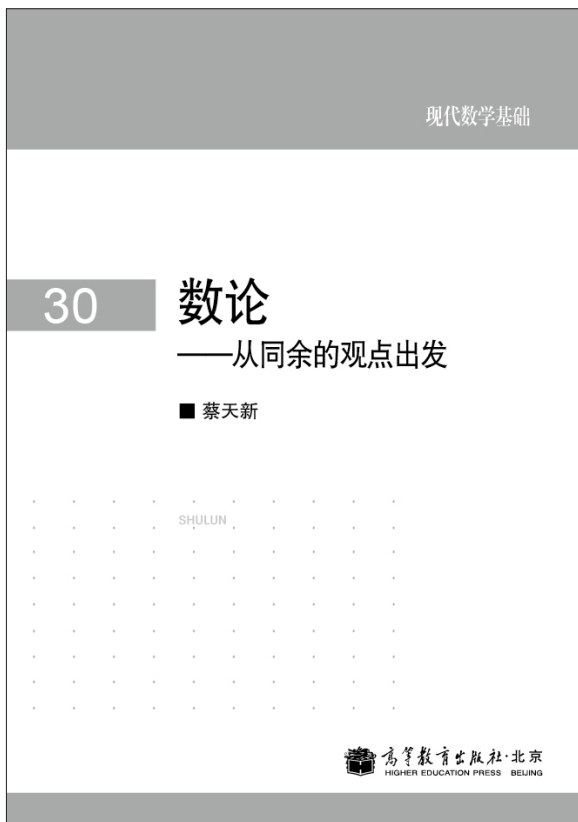 现代数学基础
30
数论
——从同余的观点出发
■ 蔡天新
SHULUN
高等教育出版社·北京
HIGHER EDUCATION PRESS BEIJING